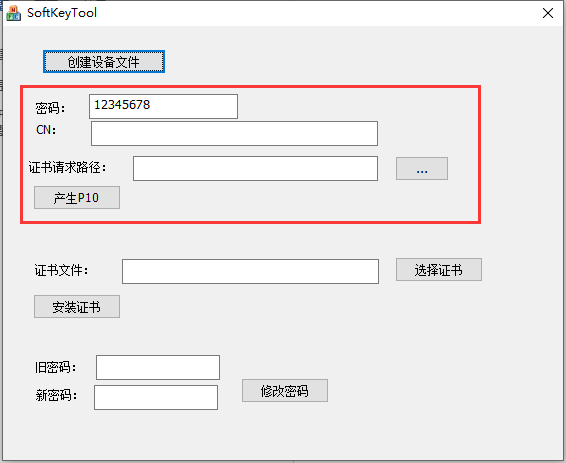 SoftKeyTool
创建设备文件
密码： 12345678
CN：
证书请求路径： ...
产生P10
证书文件： 选择证书
安装证书
旧密码：
新密码： 修改密码